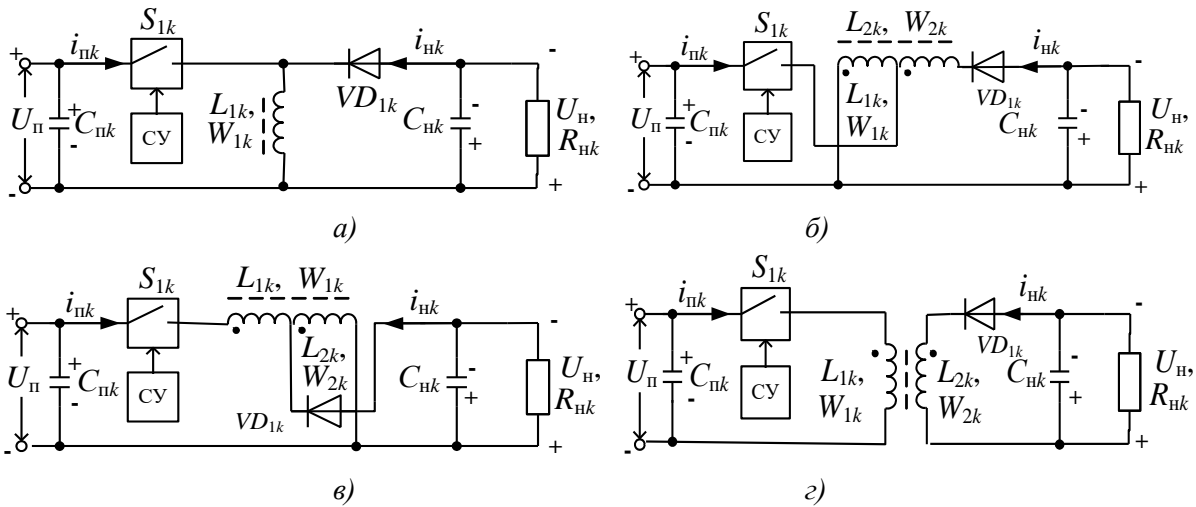 S1k
+ iпk iнk -
Uп + - Cпk СУ L1k, W1k VD1k Cнk - + Uн, Rнk
- +
а)
S1k L2k, W2k
+ iпk iнk -
Uп + - Cпk СУ L1k, W1k VD1k Cнk - + Uн, Rнk
- +
б)
S1k L1k, W1k
+ iпk iнk -
Uп + - Cпk СУ L2k, W2k VD1k Cнk - + Uн, Rнk
- +
в)
S1k
+ iпk iнk -
Uп + - Cпk СУ L1k, W1k L2k, W2k VD1k Cнk - + Uн, Rнk
- +
г)